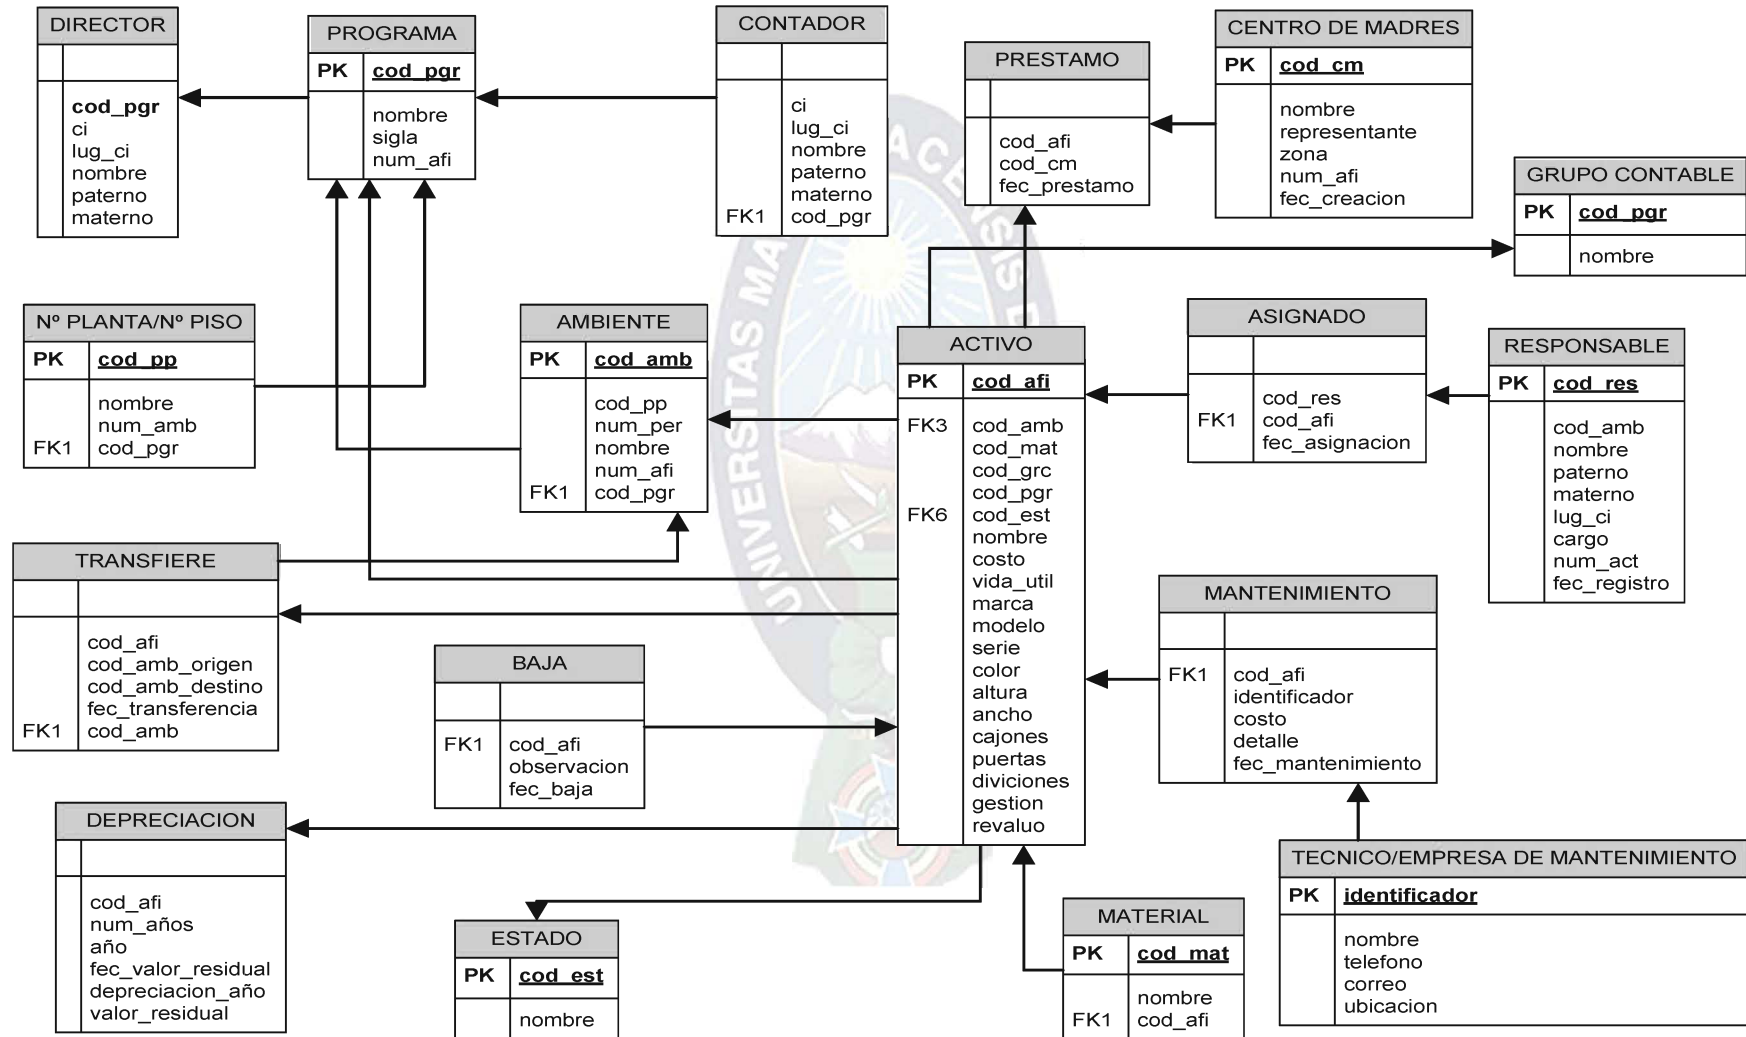 DIRECTOR
cod_pgr
ci
lug_ci
nombre
paterno
materno
PROGRAMA
PK cod_pgr
nombre
sigla
num_afi
CONTADOR
ci
lug_ci
nombre
paterno
materno
FK1 cod_pgr
PRESTAMO
cod_afi
cod_cm
fec_prestamo
CENTRO DE MADRES
PK cod_cm
nombre
representante
zona
num_afi
fec_creacion
GRUPO CONTABLE
PK cod_pgr
nombre
Nº PLANTA/Nº PISO
PK cod_pp
nombre
num_amb
FK1 cod_pgr
AMBIENTE
PK cod_amb
cod_pp
num_per
nombre
num_afi
FK1 cod_pgr
ACTIVO
PK cod_afi
FK3 cod_amb
cod_mat
cod_grc
cod_pgr
FK6 cod_est
nombre
costo
vida_util
marca
modelo
serie
color
altura
ancho
cajones
puertas
diviciones
gestion
revaluo
ASIGNADO
cod_res
FK1 cod_afi
fec_asignacion
RESPONSABLE
PK cod_res
cod_amb
nombre
paterno
materno
lug_ci
cargo
num_act
fec_registro
TRANSFIERE
cod_afi
cod_amb_origen
cod_amb_destino
fec_transferencia
FK1 cod_amb
BAJA
FK1 cod_afi
observacion
fec_baja
MANTENIMIENTO
FK1 cod_afi
identificador
costo
detalle
fec_mantenimiento
DEPRECIACION
cod_afi
num_años
año
fec_valor_residual
depreciacion_año
valor_residual
ESTADO
PK cod_est
nombre
MATERIAL
PK cod_mat
nombre
FK1 cod_afi
TECNICO/EMPRESA DE MANTENIMIENTO
PK identificador
nombre
telefono
correo
ubicacion
UNIVERSITAS MA
ACENSIS D